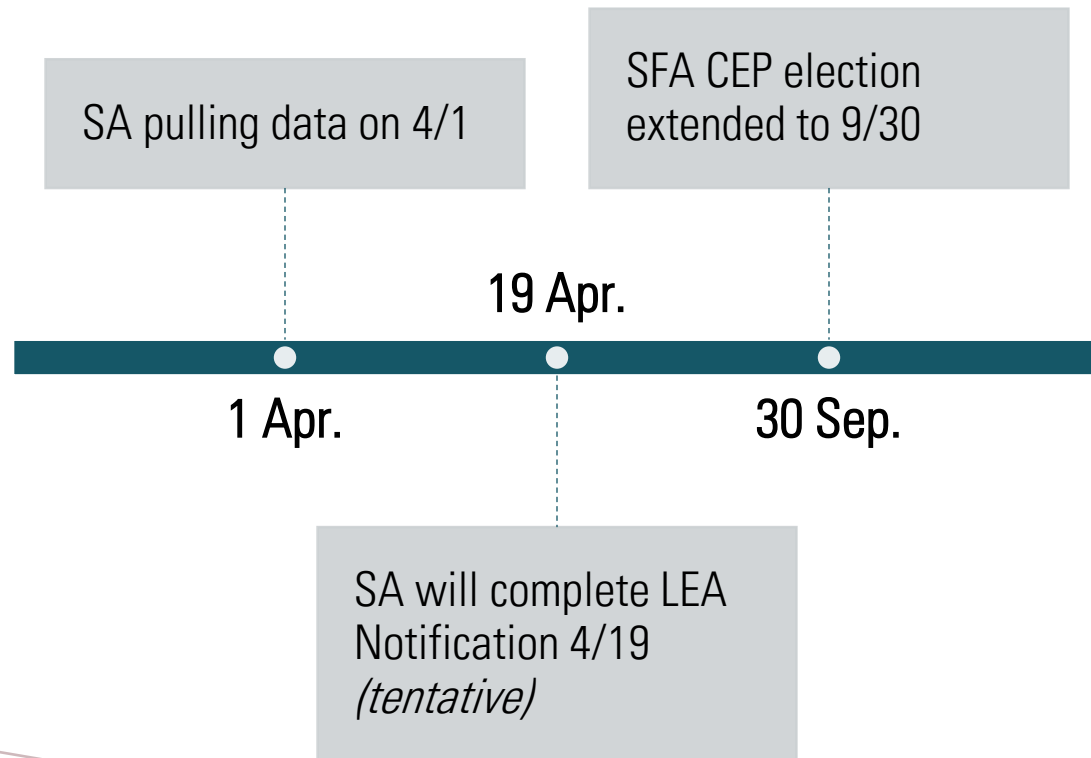 SA pulling data on 4/1
SFA CEP election
extended to 9/30
19 Apr.
1 Apr.
30 Sep.
SA will complete LEA
Notification 4/19
(tentative)